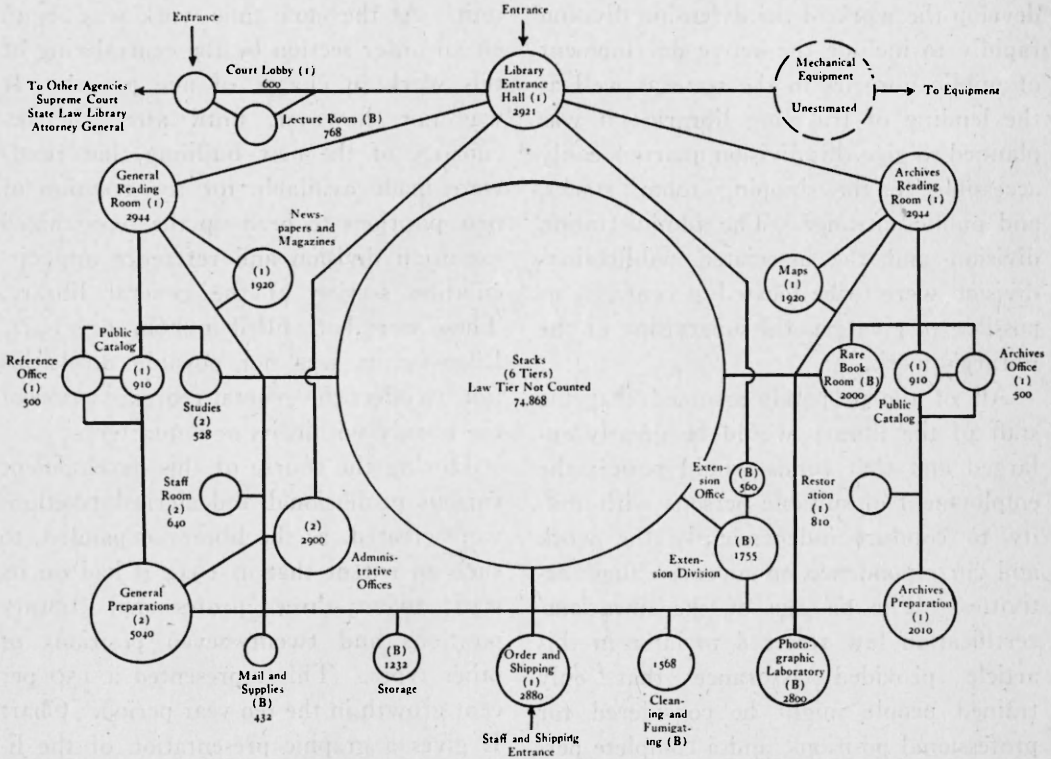 Entrance
Entrance
Court Lobby (1)
600
Lecture Room (B)
768
To Other Agencies
Supreme Court
State Law Library
Attorney General
Library
Entrance
Hall (1)
2921
Mechanical
Equipment
Unestimated
To Equipment
General
Reading
Room (1)
2944
News-
papers and
Magazines
(1)
1920
Archives
Reading
Room (1)
2944
Maps
(1)
1920
Public
Catalog
Reference
Office
(1)
500
(1)
910
Studies
(2)
528
Stacks
(6 Tiers)
Law Tier Not Counted
74,868
Rare
Book
Room (B)
2000
(1)
910
Public
Catalog
Archives
Office
(1)
500
Staff
Room
(2)
640
(2)
2900
Adminis-
trative
Offices
Exten-
sion
Office
(B)
560
(B)
1755
Exten-
sion Division
Restor-
ation
(1)
810
General
Preparations
(2)
5040
Archives
Preparation
(1)
2010
Mail and
Supplies
(B)
432
(B)
1232
Storage
Order and
Shipping
(1)
2880
Staff and Shipping
Entrance
1568
Clean-
ing and
Fumigat-
ing (B)
Photo-
graphic
Laboratory
(B)
2800